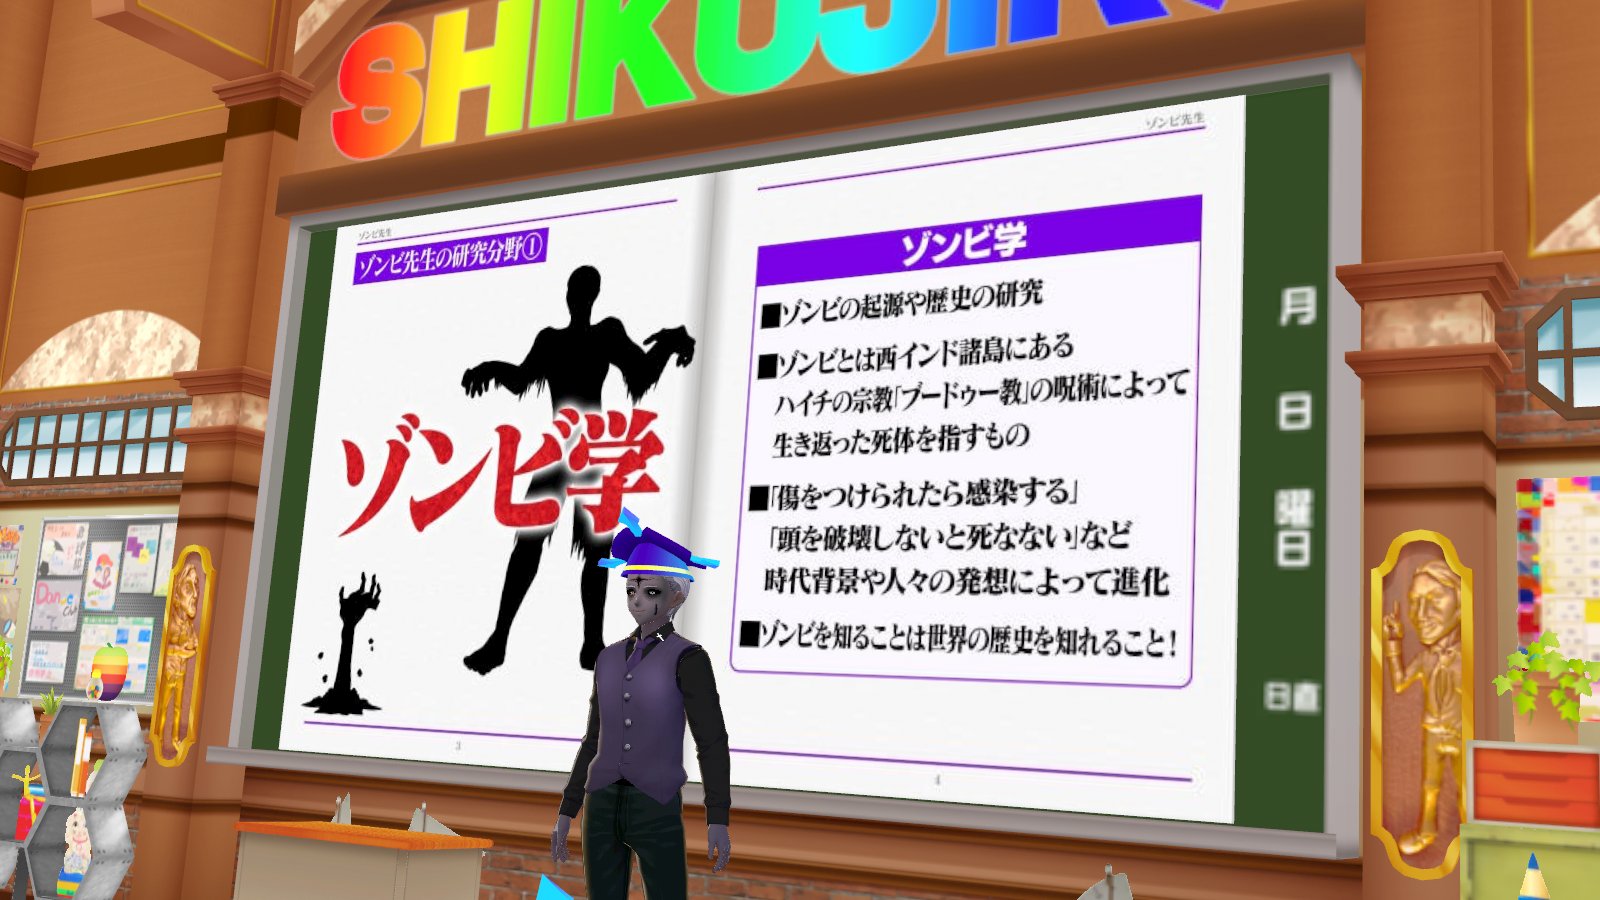 SHIKUJI
ゾンビ先生
ゾンビ先生の研究分野①
ゾンビ学
3
ゾンビ先生
ゾンビ学
■ゾンビの起源や歴史の研究
■ゾンビとは西インド諸島にある
ハイチの宗教「ブードゥー教」の呪術によって
生き返った死体を指すもの
■「傷をつけられたら感染する」
「頭を破壊しないと死なない」など
時代背景や人々の発想によって進化
■ゾンビを知ることは世界の歴史を知れること!
4
月
日
曜
日
日直
Dance